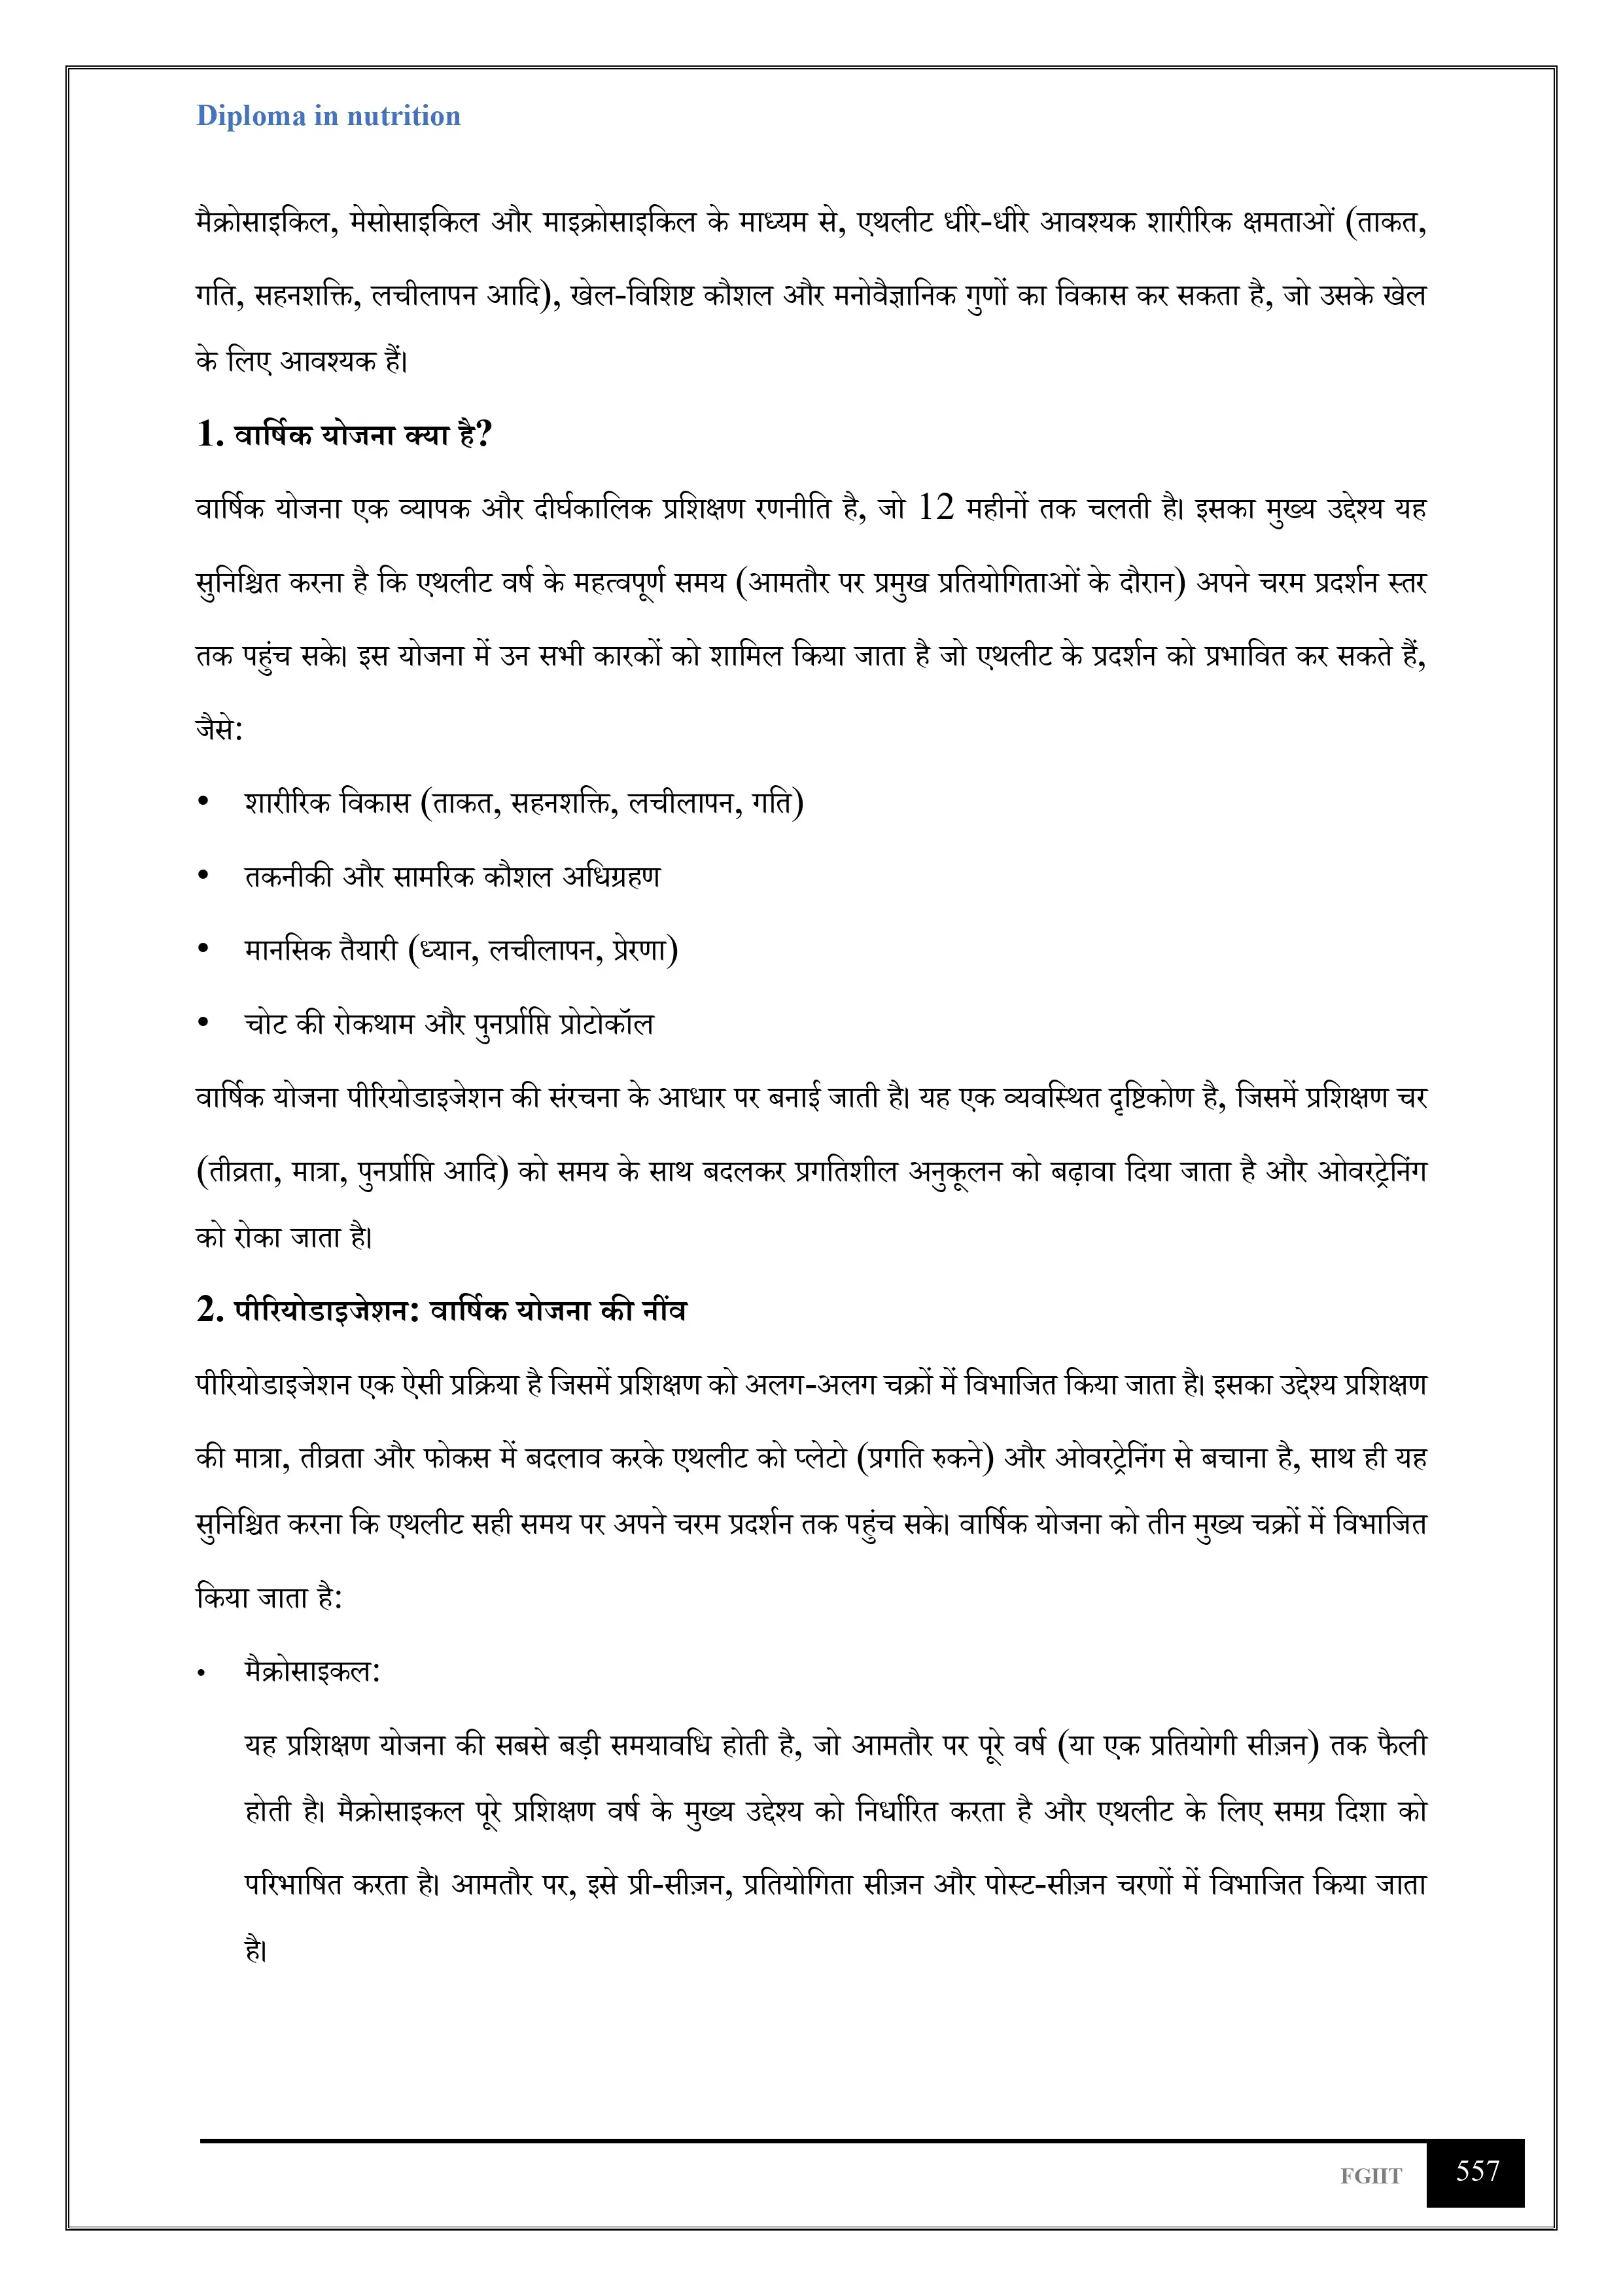 Diploma in nutrition
मैक्रोसाइकिल, मेसोसाइकिल और माइक्रोसाइकिल के माध्यम से, एथलीट धीरे-धीरे आवश्यक शारीरिक क्षमताओं (ताकत,
गति, सहनशक्ति, लचीलापन आदि), खेल-विशिष्ट कौशल और मनोवैज्ञानिक गुणों का विकास कर सकता है, जो उसके खेल
के लिए आवश्यक हैं।
1. वार्षिक योजना क्या है?
वार्षिक योजना एक व्यापक और दीर्घकालिक प्रशिक्षण रणनीति है, जो 12 महीनों तक चलती है। इसका मुख्य उद्देश्य यह
सुनिश्चित करना है कि एथलीट वर्ष के महत्वपूर्ण समय (आमतौर पर प्रमुख प्रतियोगिताओं के दौरान) अपने चरम प्रदर्शन स्तर
तक पहुंच सके। इस योजना में उन सभी कारकों को शामिल किया जाता है जो एथलीट के प्रदर्शन को प्रभावित कर सकते हैं,
जैसे:
• शारीरिक विकास (ताकत, सहनशक्ति, लचीलापन, गति)
• तकनीकी और सामरिक कौशल अधिग्रहण
• मानसिक तैयारी (ध्यान, लचीलापन, प्रेरणा)
• चोट की रोकथाम और पुनर्प्राप्ति प्रोटोकॉल
वार्षिक योजना पीरियोडाइजेशन की संरचना के आधार पर बनाई जाती है। यह एक व्यवस्थित दृष्टिकोण है, जिसमें प्रशिक्षण चर
(तीव्रता, मात्रा, पुनर्प्राप्ति आदि) को समय के साथ बदलकर प्रगतिशील अनुकूलन को बढ़ावा दिया जाता है और ओवरट्रेनिंग
को रोका जाता है।
2. पीरियोडाइजेशन: वार्षिक योजना की नींव
पीरियोडाइजेशन एक ऐसी प्रक्रिया है जिसमें प्रशिक्षण को अलग-अलग चक्रों में विभाजित किया जाता है। इसका उद्देश्य प्रशिक्षण
की मात्रा, तीव्रता और फोकस में बदलाव करके एथलीट को प्लेटो (प्रगति रुकने) और ओवरट्रेनिंग से बचाना है, साथ ही यह
सुनिश्चित करना कि एथलीट सही समय पर अपने चरम प्रदर्शन तक पहुंच सके। वार्षिक योजना को तीन मुख्य चक्रों में विभाजित
किया जाता है:
• मैक्रोसाइकल:
यह प्रशिक्षण योजना की सबसे बड़ी समयावधि होती है, जो आमतौर पर पूरे वर्ष (या एक प्रतियोगी सीज़न) तक फैली
होती है। मैक्रोसाइकल पूरे प्रशिक्षण वर्ष के मुख्य उद्देश्य को निर्धारित करता है और एथलीट के लिए समग्र दिशा को
परिभाषित करता है। आमतौर पर, इसे प्री-सीज़न, प्रतियोगिता सीज़न और पोस्ट-सीज़न चरणों में विभाजित किया जाता
है।
FGIIT 557